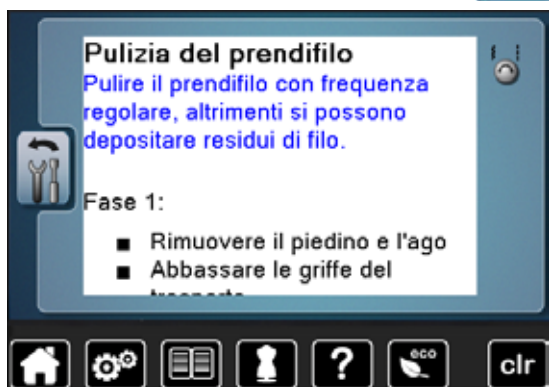 Pulizia del prendifilo
Pulire il prendifilo con frequenza
regolare, altrimenti si possono
depositare residui di filo.
Fase 1:
■ Rimuovere il piedino e l'ago
■ Abbassare le griffe del
trasporto
? eco clr